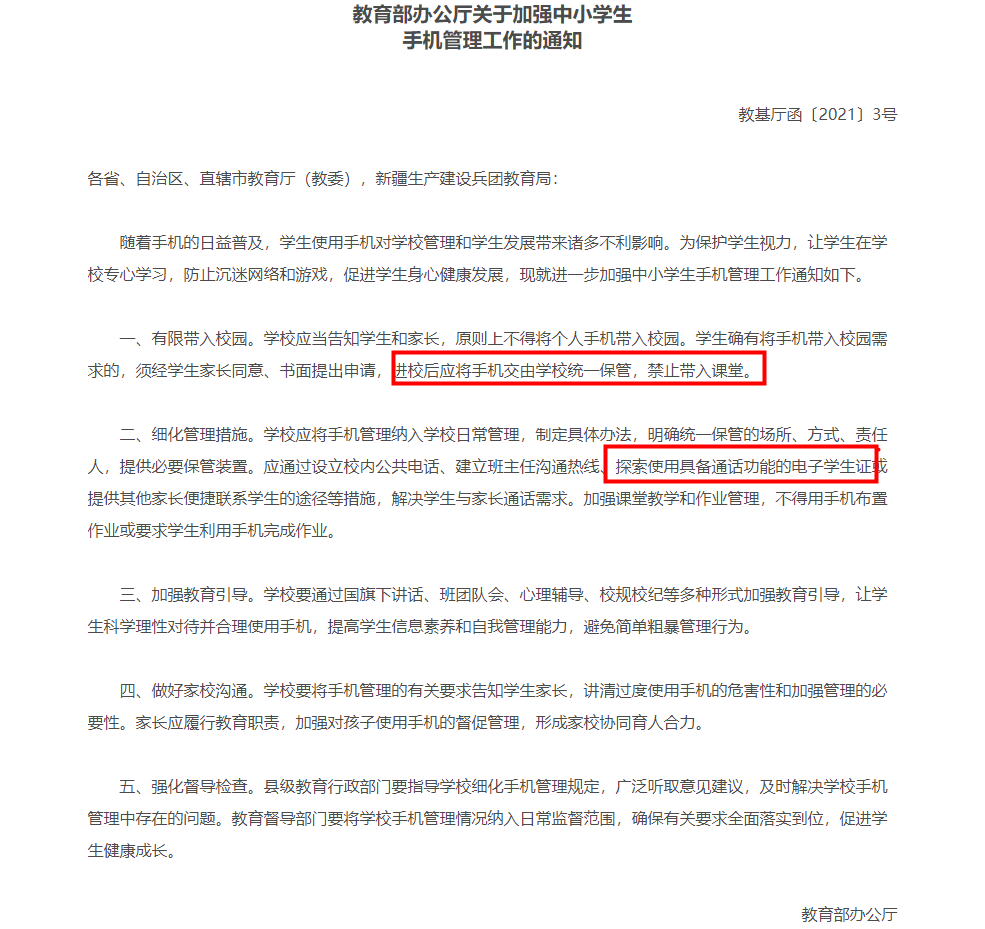 教育部办公厅关于加强中小学生
手机管理工作的通知
教基厅函〔2021〕3号
各省、自治区、直辖市教育厅（教委），新疆生产建设兵团教育局：
随着手机的日益普及，学生使用手机对学校管理和学生发展带来诸多不利影响。为保护学生视力，让学生在学
校专心学习，防止沉迷网络和游戏，促进学生身心健康发展，现就进一步加强中小学生手机管理工作通知如下。
一、有限带入校园。学校应当告知学生和家长，原则上不得将个人手机带入校园。学生确有将手机带入校园需
求的，须经学生家长同意、书面提出申请，进校后应将手机交由学校统一保管，禁止带入课堂。
二、细化管理措施。学校应将手机管理纳入学校日常管理，制定具体办法，明确统一保管的场所、方式、责任
人，提供必要保管装置。应通过设立校内公共电话、建立班主任沟通热线、探索使用具备通话功能的电子学生证或
提供其他家长便捷联系学生的途径等措施，解决学生与家长通话需求。加强课堂教学和作业管理，不得用手机布置
作业或要求学生利用手机完成作业。
三、加强教育引导。学校要通过国旗下讲话、班团队会、心理辅导、校规校纪等多种形式加强教育引导，让学
生科学理性对待并合理使用手机，提高学生信息素养和自我管理能力，避免简单粗暴管理行为。
四、做好家校沟通。学校要将手机管理的有关要求告知学生家长，讲清过度使用手机的危害性和加强管理的必
要性。家长应履行教育职责，加强对孩子使用手机的督促管理，形成家校协同育人合力。
五、强化督导检查。县级教育行政部门要指导学校细化手机管理规定，广泛听取意见建议，及时解决学校手机
管理中存在的问题。教育督导部门要将学校手机管理情况纳入日常监督范围，确保有关要求全面落实到位，促进学
生健康成长。
教育部办公厅